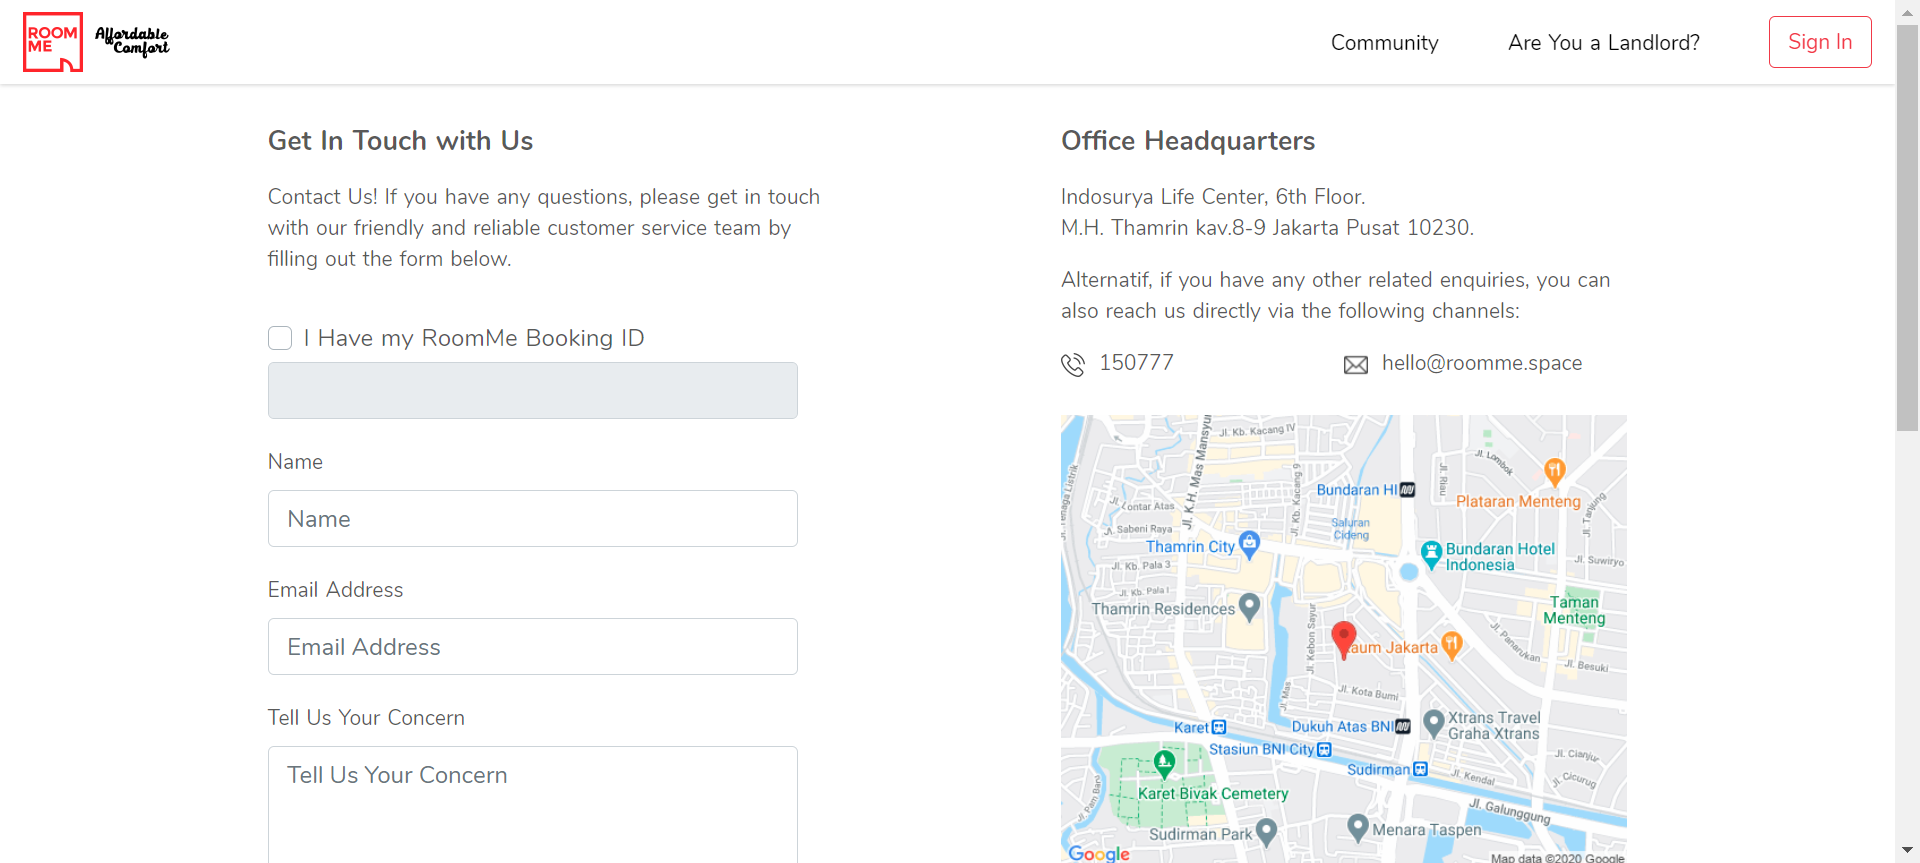 ROOM
ME
Affordable
Comfort
Community
Are You a Landlord?
Sign In
Get In Touch with Us
Contact Us! If you have any questions, please get in touch
with our friendly and reliable customer service team by
filling out the form below.
I Have my RoomMe Booking ID
Name
Name
Email Address
Email Address
Tell Us Your Concern
Tell Us Your Concern
Office Headquarters
Indosurya Life Center, 6th Floor.
M.H. Thamrin kav.8-9 Jakarta Pusat 10230.
Alternatif, if you have any other related enquiries, you can
also reach us directly via the following channels:
150777
hello@roomme.space
Jl. Kb. Kacang IV
Jl. K.H. Mas Mansyur
Jl. Lombok
Jl. Riau
Jl. Kb. Kacang 9
Bundaran HI
Plataran Menteng
Jl. Tanjung
Saluran
Cideng
Sabeni Raya
Thamrin City
Bundaran Hotel
Indonesia
Jl. Suwiryo
Jl. Kb. Pala 3
Jl. Kb. Pala I
Thamrin Residences
Taman
Menteng
Jl. Kebon Sayur
Jl. Panarukan
aum Jakarta
Jl. Besuki
Jl. Kota Bumi
Jl. Mas
Karet
Dukuh Atas BNI
Xtrans Travel
Graha Xtrans
Stasiun BNI City
Jl. Cianjur
Sudirman
Jl. Kendal
Jl. Cicurug
Karet Bivak Cemetery
Jl. Galunggung
Sudirman Park
Menara Taspen
Google
Map data ©2020 Google